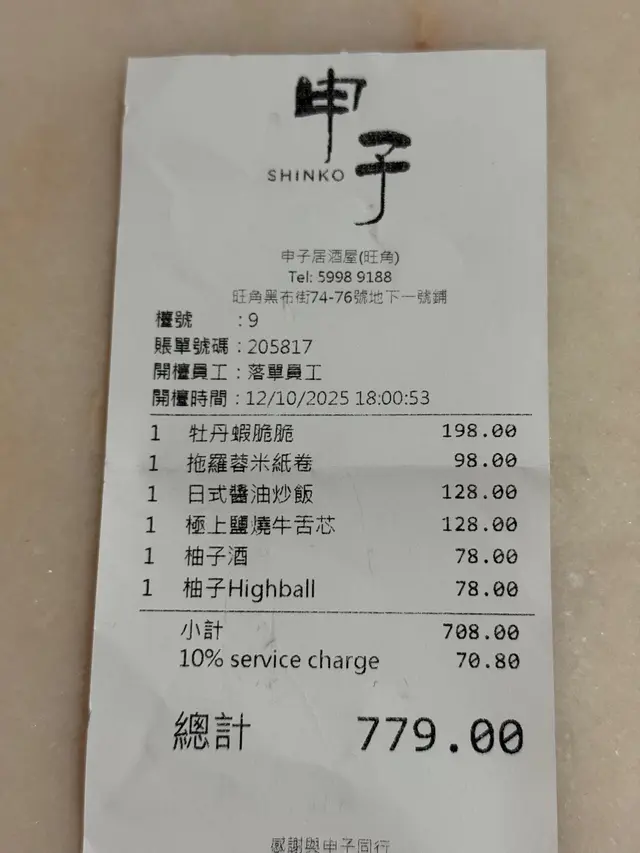 申子
SHINKO
申子居酒屋(旺角)
Tel: 5998 9188
旺角黑布街74-76號地下一號鋪
檯號 : 9
賬單號碼 : 205817
開檯員工 : 落單員工
開檯時間 : 12/10/2025 18:00:53
1 牡丹蝦脆脆 198.00
1 拖羅蓉米紙卷 98.00
1 日式醬油炒飯 128.00
1 極上鹽燒牛舌芯 128.00
1 柚子酒 78.00
1 柚子Highball 78.00
小計 708.00
10% service charge 70.80
總計 779.00
感謝與申子同行